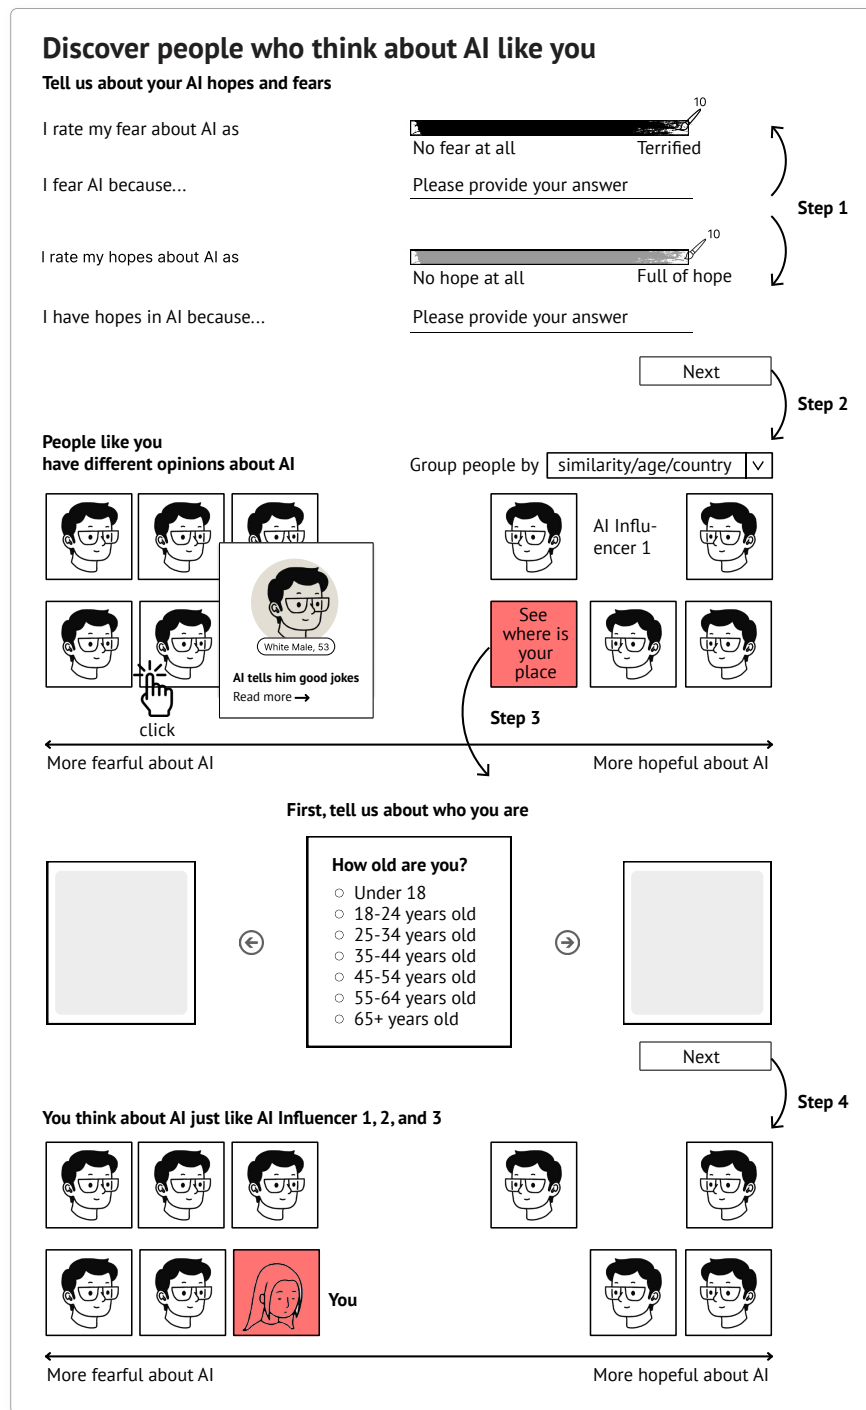 Discover people who think about AI like you
Tell us about your AI hopes and fears
10
I rate my fear about AI as
No fear at all
Terrified
I fear AI because...
Please provide your answer
Step 1
10
I rate my hopes about AI as
No hope at all
Full of hope
I have hopes in AI because...
Please provide your answer
Next
Step 2
People like you
have different opinions about AI
Group people by
similarity/age/country
AI Influ-
encer 1
White Male, 53
AI tells him good jokes
Read more
click
See
where is
your
place
Step 3
More fearful about AI
More hopeful about AI
First, tell us about who you are
How old are you?
Under 18
18-24 years old
25-34 years old
35-44 years old
45-54 years old
55-64 years old
65+ years old
Next
Step 4
You think about AI just like AI Influencer 1, 2, and 3
You
More fearful about AI
More hopeful about AI